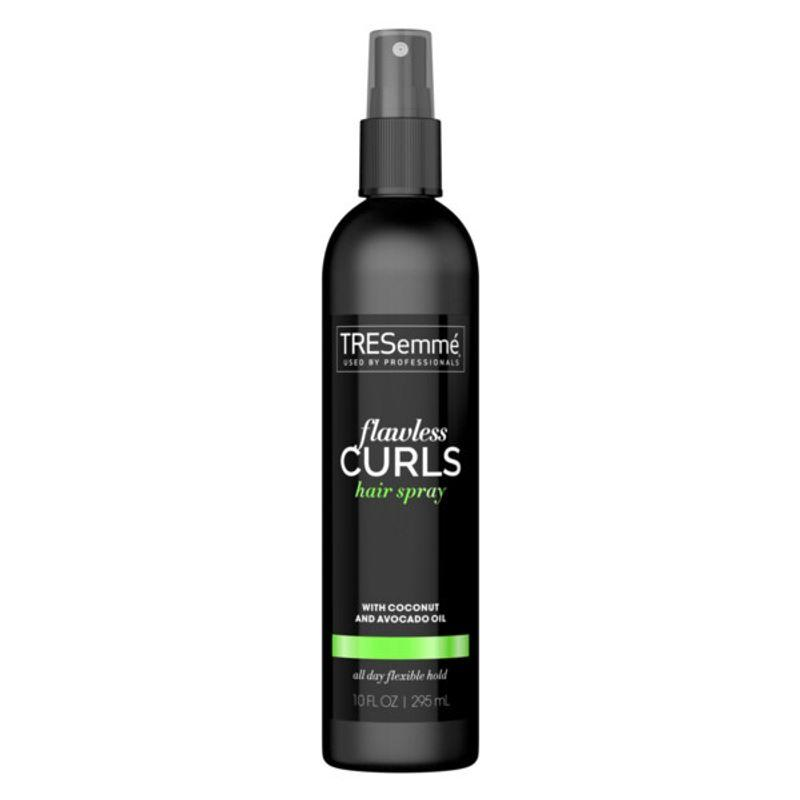 TRESemmé
USED BY PROFESSIONALS
flawless
CURLS
hair spray
WITH COCONUT
AND AVOCADO OIL
all day flexible hold
10 FL OZ | 295 mL